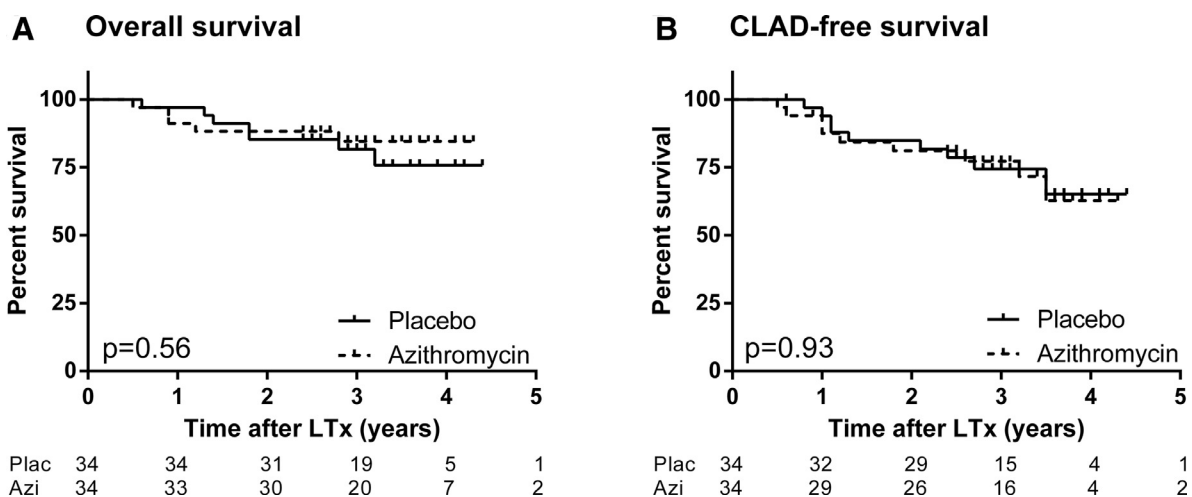 A Overall survival
100
75
50
25
0
Percent survival
Placebo
Azithromycin
p=0.56
0 1 2 3 4 5
Time after LTx (years)
Plac 34 34 31 19 5 1
Azi 34 33 30 20 7 2
B CLAD-free survival
100
75
50
25
0
Percent survival
Placebo
Azithromycin
p=0.93
0 1 2 3 4 5
Time after LTx (years)
Plac 34 32 29 15 4 1
Azi 34 29 26 16 4 2